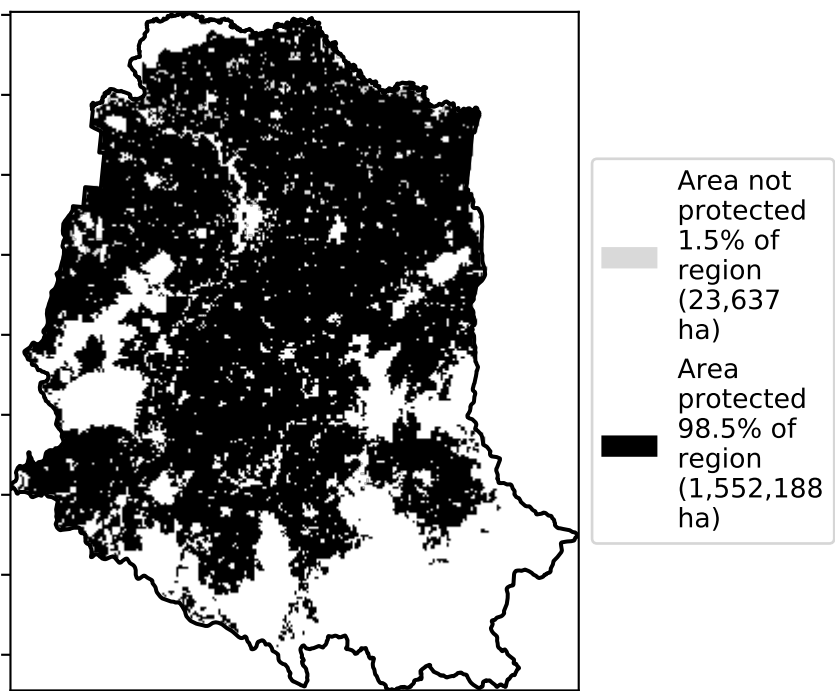 Area not
protected
1.5% of
region
(23,637
ha)
Area
protected
98.5% of
region
(1,552,188
ha)